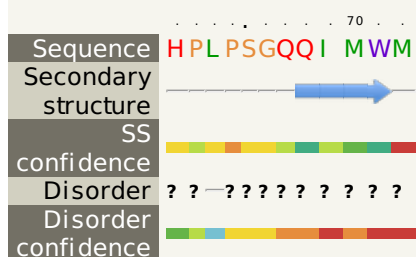 . . . . . . . . . 70 . .
Sequence HPLPSGQQIMWM
Secondary
structure
SS
confidence
Disorder ? ? ? ? ? ? ? ? ? ? ?
Disorder
confidence